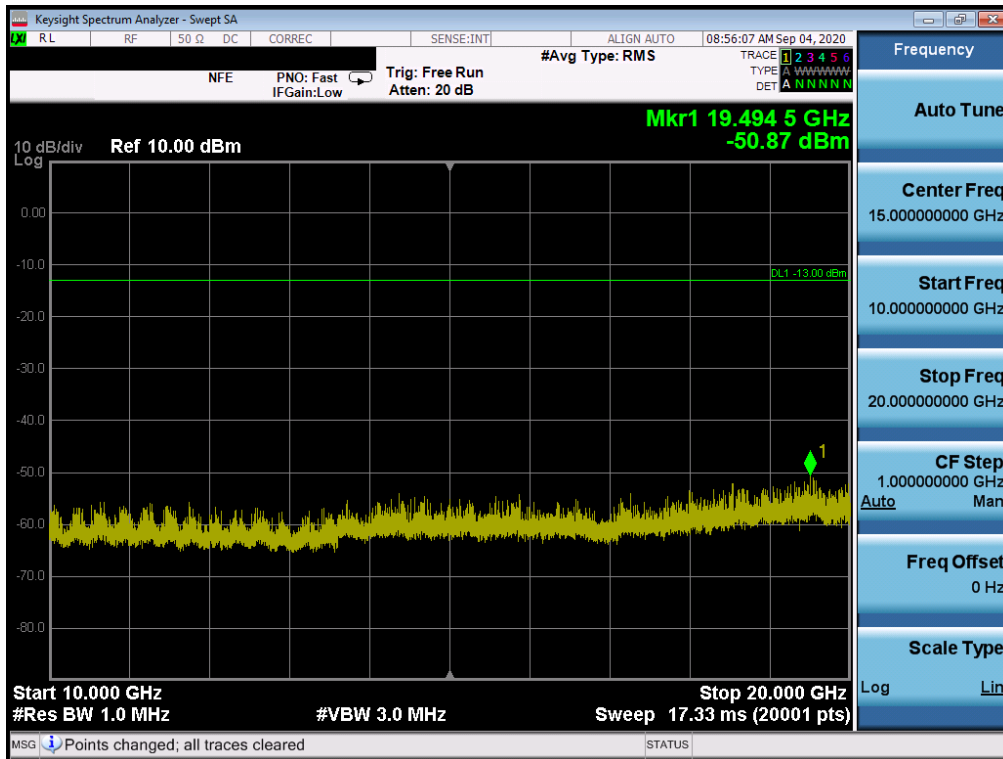 Keysight Spectrum Analyzer - Swept SA
LXI RL RF 50 Ω DC CORREC SENSE:INT ALIGN AUTO 08:56:07 AM Sep 04, 2020
#Avg Type: RMS
TRACE 1 2 3 4 5 6
NFE PNO: Fast Trig: Free Run
TYPE A WWWWW
IFGain:Low Atten: 20 dB
DET A N N N N N
Mkr1 19.494 5 GHz
-50.87 dBm
10 dB/div Ref 10.00 dBm
Log
0.00
-10.0
DL1 -13.00 dBm
-20.0
-30.0
-40.0
-50.0
1
-60.0
-70.0
-80.0
Start 10.000 GHz Stop 20.000 GHz
#Res BW 1.0 MHz #VBW 3.0 MHz Sweep 17.33 ms (20001 pts)
MSG Points changed; all traces cleared STATUS
Frequency
Auto Tune
Center Freq
15.000000000 GHz
Start Freq
10.000000000 GHz
Stop Freq
20.000000000 GHz
CF Step
1.000000000 GHz
Auto Man
Freq Offset
0 Hz
Scale Type
Log Lin